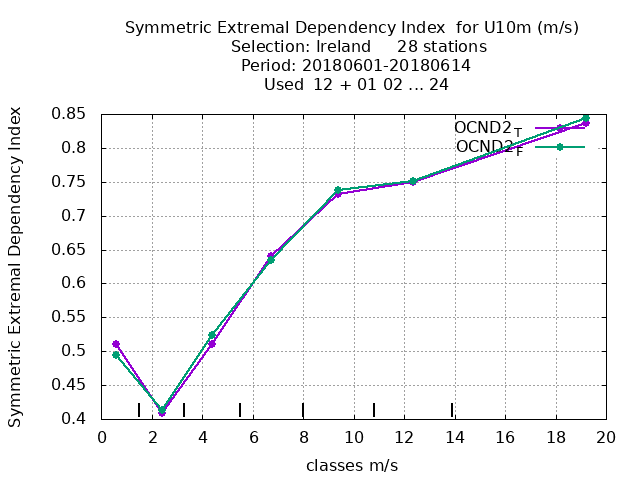 Symmetric Extremal Dependency Index  for U10m (m/s)
Selection: Ireland     28 stations
Period: 20180601-20180614
Used  12 + 01 02 ... 24
Symmetric Extremal Dependency Index
0.85
0.8
0.75
0.7
0.65
0.6
0.55
0.5
0.45
0.4
OCND2T
OCND2F
0 2 4 6 8 10 12 14 16 18 20
classes m/s